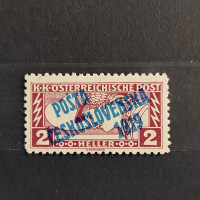 K·K·ÖSTERREICHISCHE POST
POŠTA
ČESKOSLOVENSKÁ
1919
2 HELLER 2